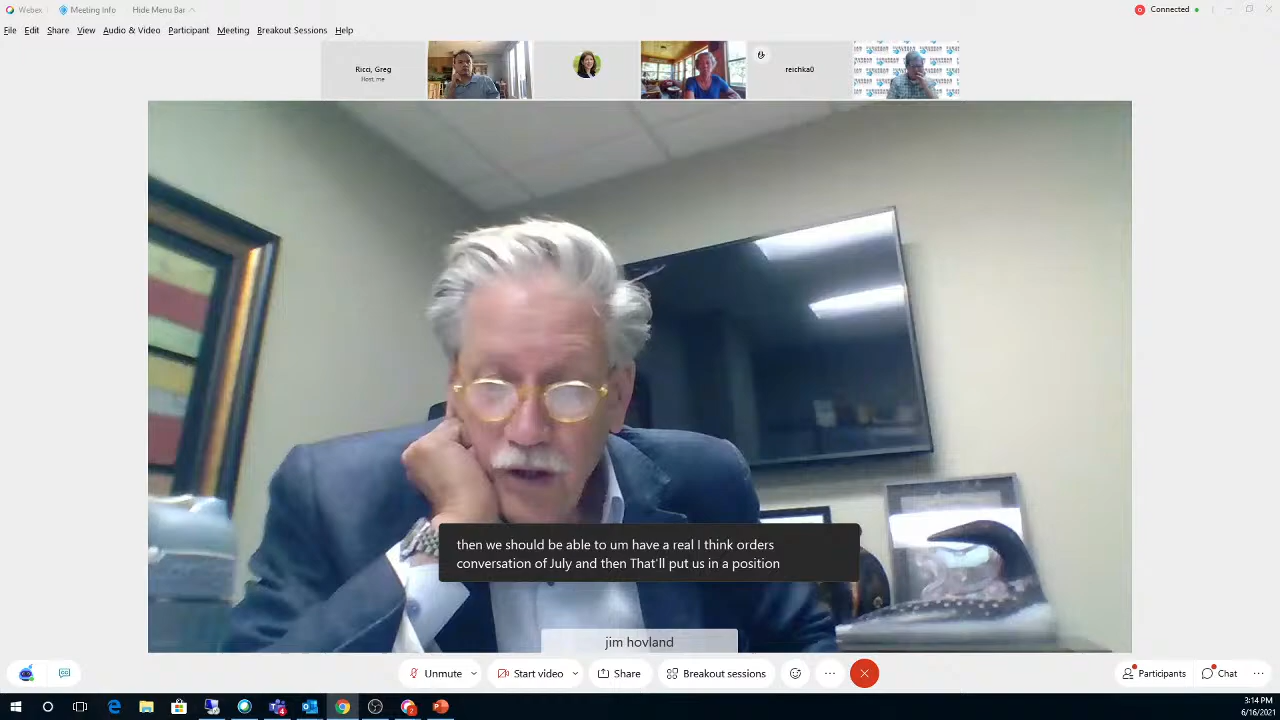 Webex
Meeting Info
Hide Menu Bar
Connected
File Edit Share View Audio & Video Participant Meeting Breakout Sessions Help
Ricci, Greg
Host, me
reichka0
then we should be able to um have a real I think orders
conversation of July and then That'll put us in a position
jim hovland
Unmute
Start video
Share
Breakout sessions
Participants
Chat
3:14 PM
6/16/2021